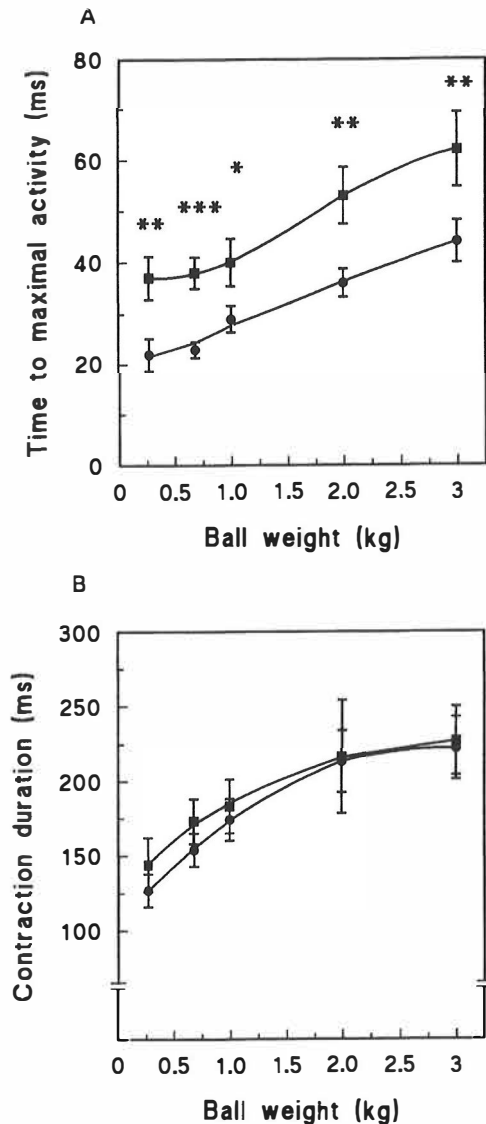 A
Time to maximal activity (ms)
80
60
40
20
0
**
***
*
**
**
0 0.5 1.0 1.5 2.0 2.5 3
Ball weight (kg)
B
Contraction duration (ms)
300
250
200
150
100
0 0.5 1.0 2.0 2.5 3
Ball weight (kg)